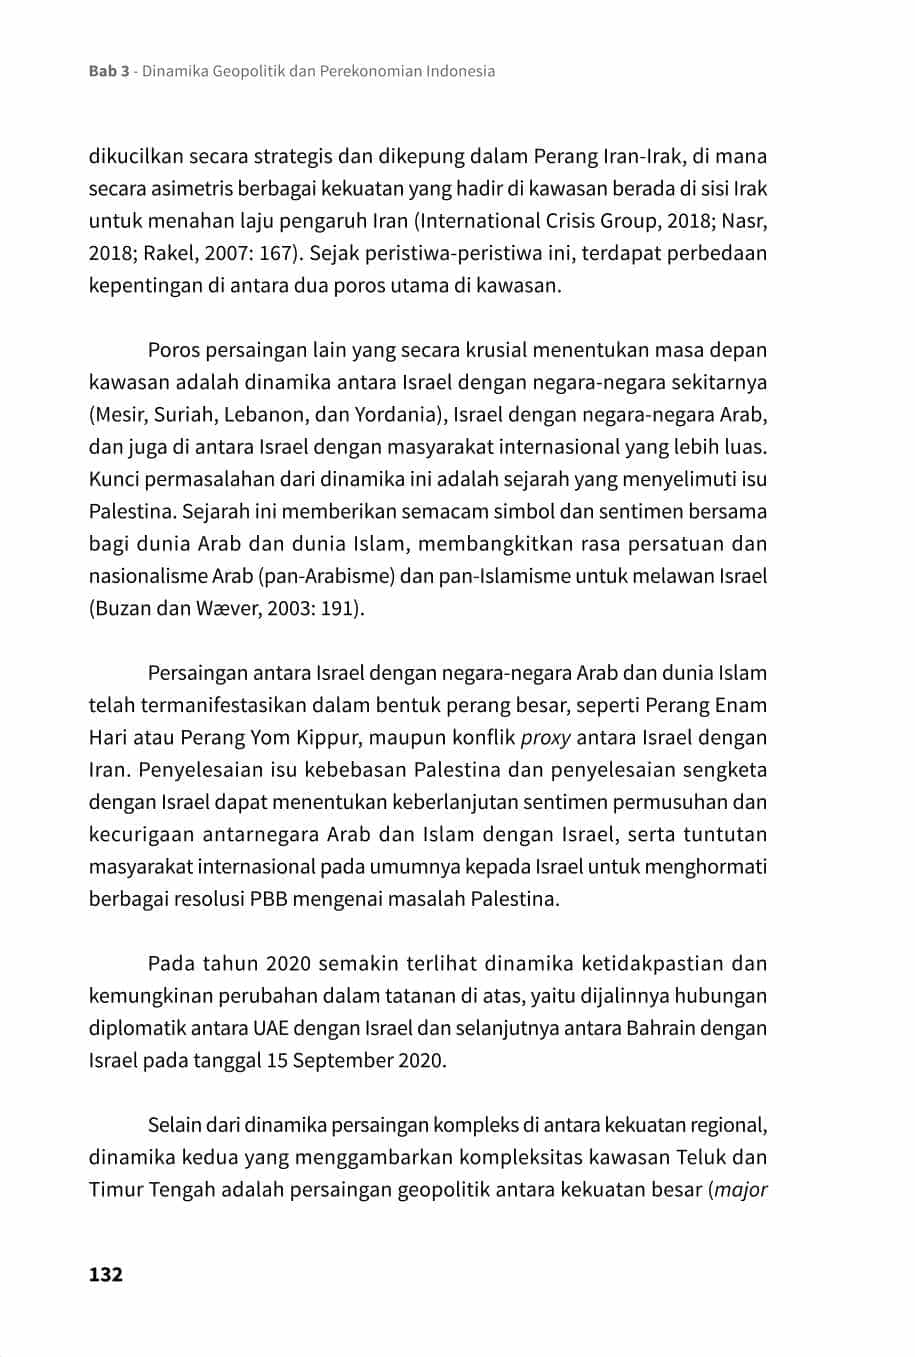 Bab 3 - Dinamika Geopolitik dan Perekonomian Indonesia
dikucilkan secara strategis dan dikepung dalam Perang Iran-Irak, di mana
secara asimetris berbagai kekuatan yang hadir di kawasan berada di sisi Irak
untuk menahan laju pengaruh Iran (International Crisis Group, 2018; Nasr,
2018; Rakel, 2007: 167). Sejak peristiwa-peristiwa ini, terdapat perbedaan
kepentingan di antara dua poros utama di kawasan.
Poros persaingan lain yang secara krusial menentukan masa depan
kawasan adalah dinamika antara Israel dengan negara-negara sekitarnya
(Mesir, Suriah, Lebanon, dan Yordania), Israel dengan negara-negara Arab,
dan juga di antara Israel dengan masyarakat internasional yang lebih luas.
Kunci permasalahan dari dinamika ini adalah sejarah yang menyelimuti isu
Palestina. Sejarah ini memberikan semacam simbol dan sentimen bersama
bagi dunia Arab dan dunia Islam, membangkitkan rasa persatuan dan
nasionalisme Arab (pan-Arabisme) dan pan-Islamisme untuk melawan Israel
(Buzan dan Wæver, 2003: 191).
Persaingan antara Israel dengan negara-negara Arab dan dunia Islam
telah termanifestasikan dalam bentuk perang besar, seperti Perang Enam
Hari atau Perang Yom Kippur, maupun konflik proxy antara Israel dengan
Iran. Penyelesaian isu kebebasan Palestina dan penyelesaian sengketa
dengan Israel dapat menentukan keberlanjutan sentimen permusuhan dan
kecurigaan antarnegara Arab dan Islam dengan Israel, serta tuntutan
masyarakat internasional pada umumnya kepada Israel untuk menghormati
berbagai resolusi PBB mengenai masalah Palestina.
Pada tahun 2020 semakin terlihat dinamika ketidakpastian dan
kemungkinan perubahan dalam tatanan di atas, yaitu dijalinnya hubungan
diplomatik antara UAE dengan Israel dan selanjutnya antara Bahrain dengan
Israel pada tanggal 15 September 2020.
Selain dari dinamika persaingan kompleks di antara kekuatan regional,
dinamika kedua yang menggambarkan kompleksitas kawasan Teluk dan
Timur Tengah adalah persaingan geopolitik antara kekuatan besar (major
132